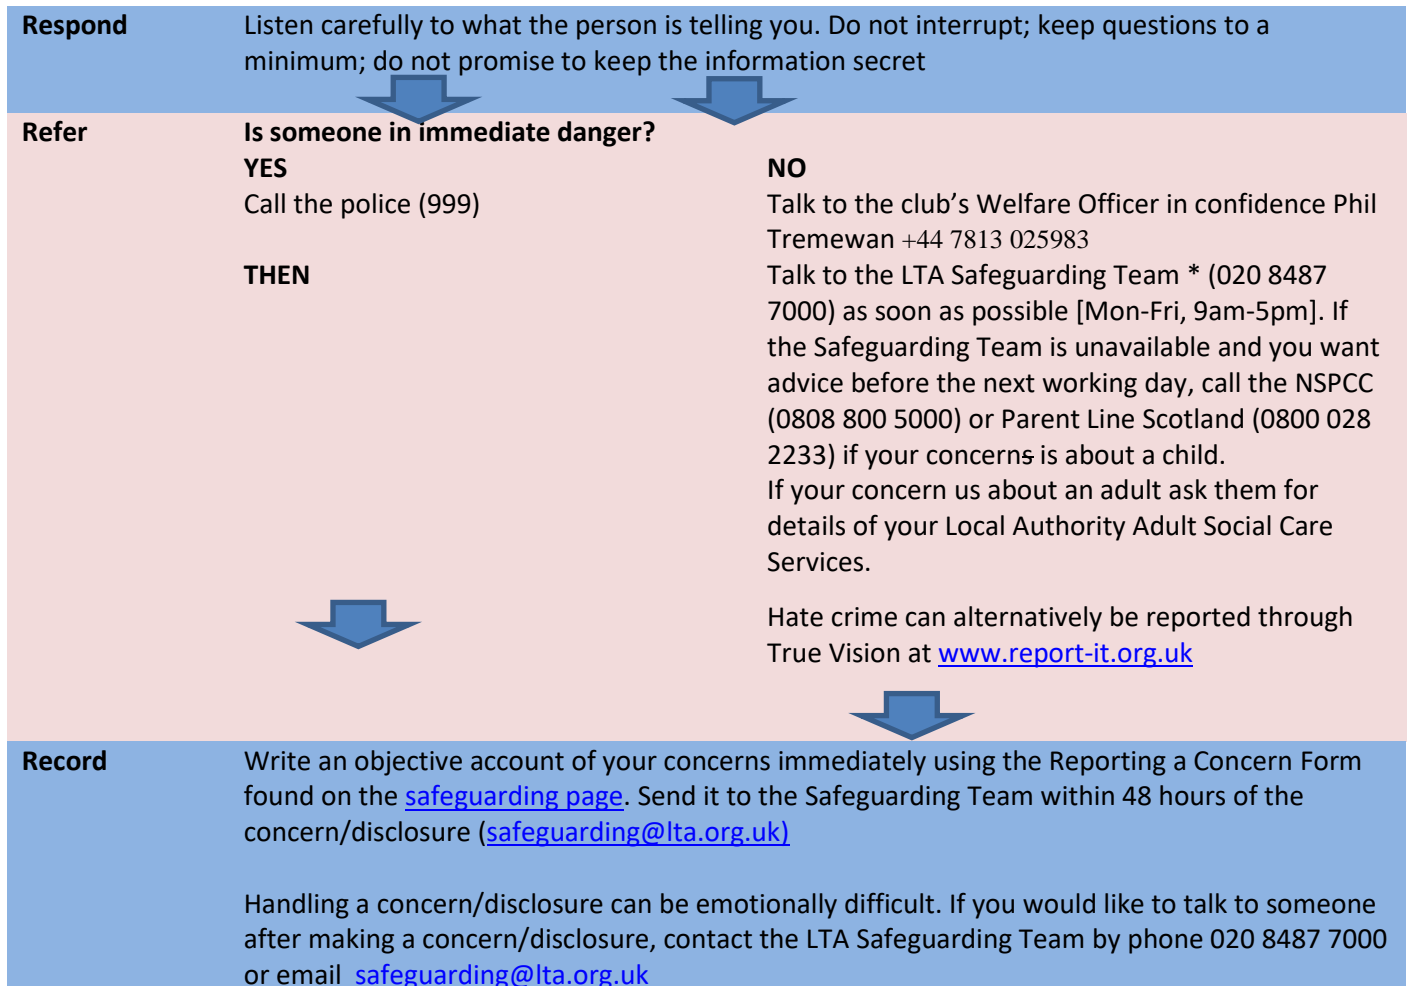 Respond
Listen carefully to what the person is telling you. Do not interrupt; keep questions to a
minimum; do not promise to keep the information secret
Refer
Is someone in immediate danger?
YES
Call the police (999)
THEN
NO
Talk to the club’s Welfare Officer in confidence Phil
Tremewan +44 7813 025983
Talk to the LTA Safeguarding Team * (020 8487
7000) as soon as possible [Mon-Fri, 9am-5pm]. If
the Safeguarding Team is unavailable and you want
advice before the next working day, call the NSPCC
(0808 800 5000) or Parent Line Scotland (0800 028
2233) if your concerns is about a child.
If your concern us about an adult ask them for
details of your Local Authority Adult Social Care
Services.
Hate crime can alternatively be reported through
True Vision at www.report-it.org.uk
Record
Write an objective account of your concerns immediately using the Reporting a Concern Form
found on the safeguarding page. Send it to the Safeguarding Team within 48 hours of the
concern/disclosure (safeguarding@lta.org.uk)
Handling a concern/disclosure can be emotionally difficult. If you would like to talk to someone
after making a concern/disclosure, contact the LTA Safeguarding Team by phone 020 8487 7000
or email safeguarding@lta.org.uk